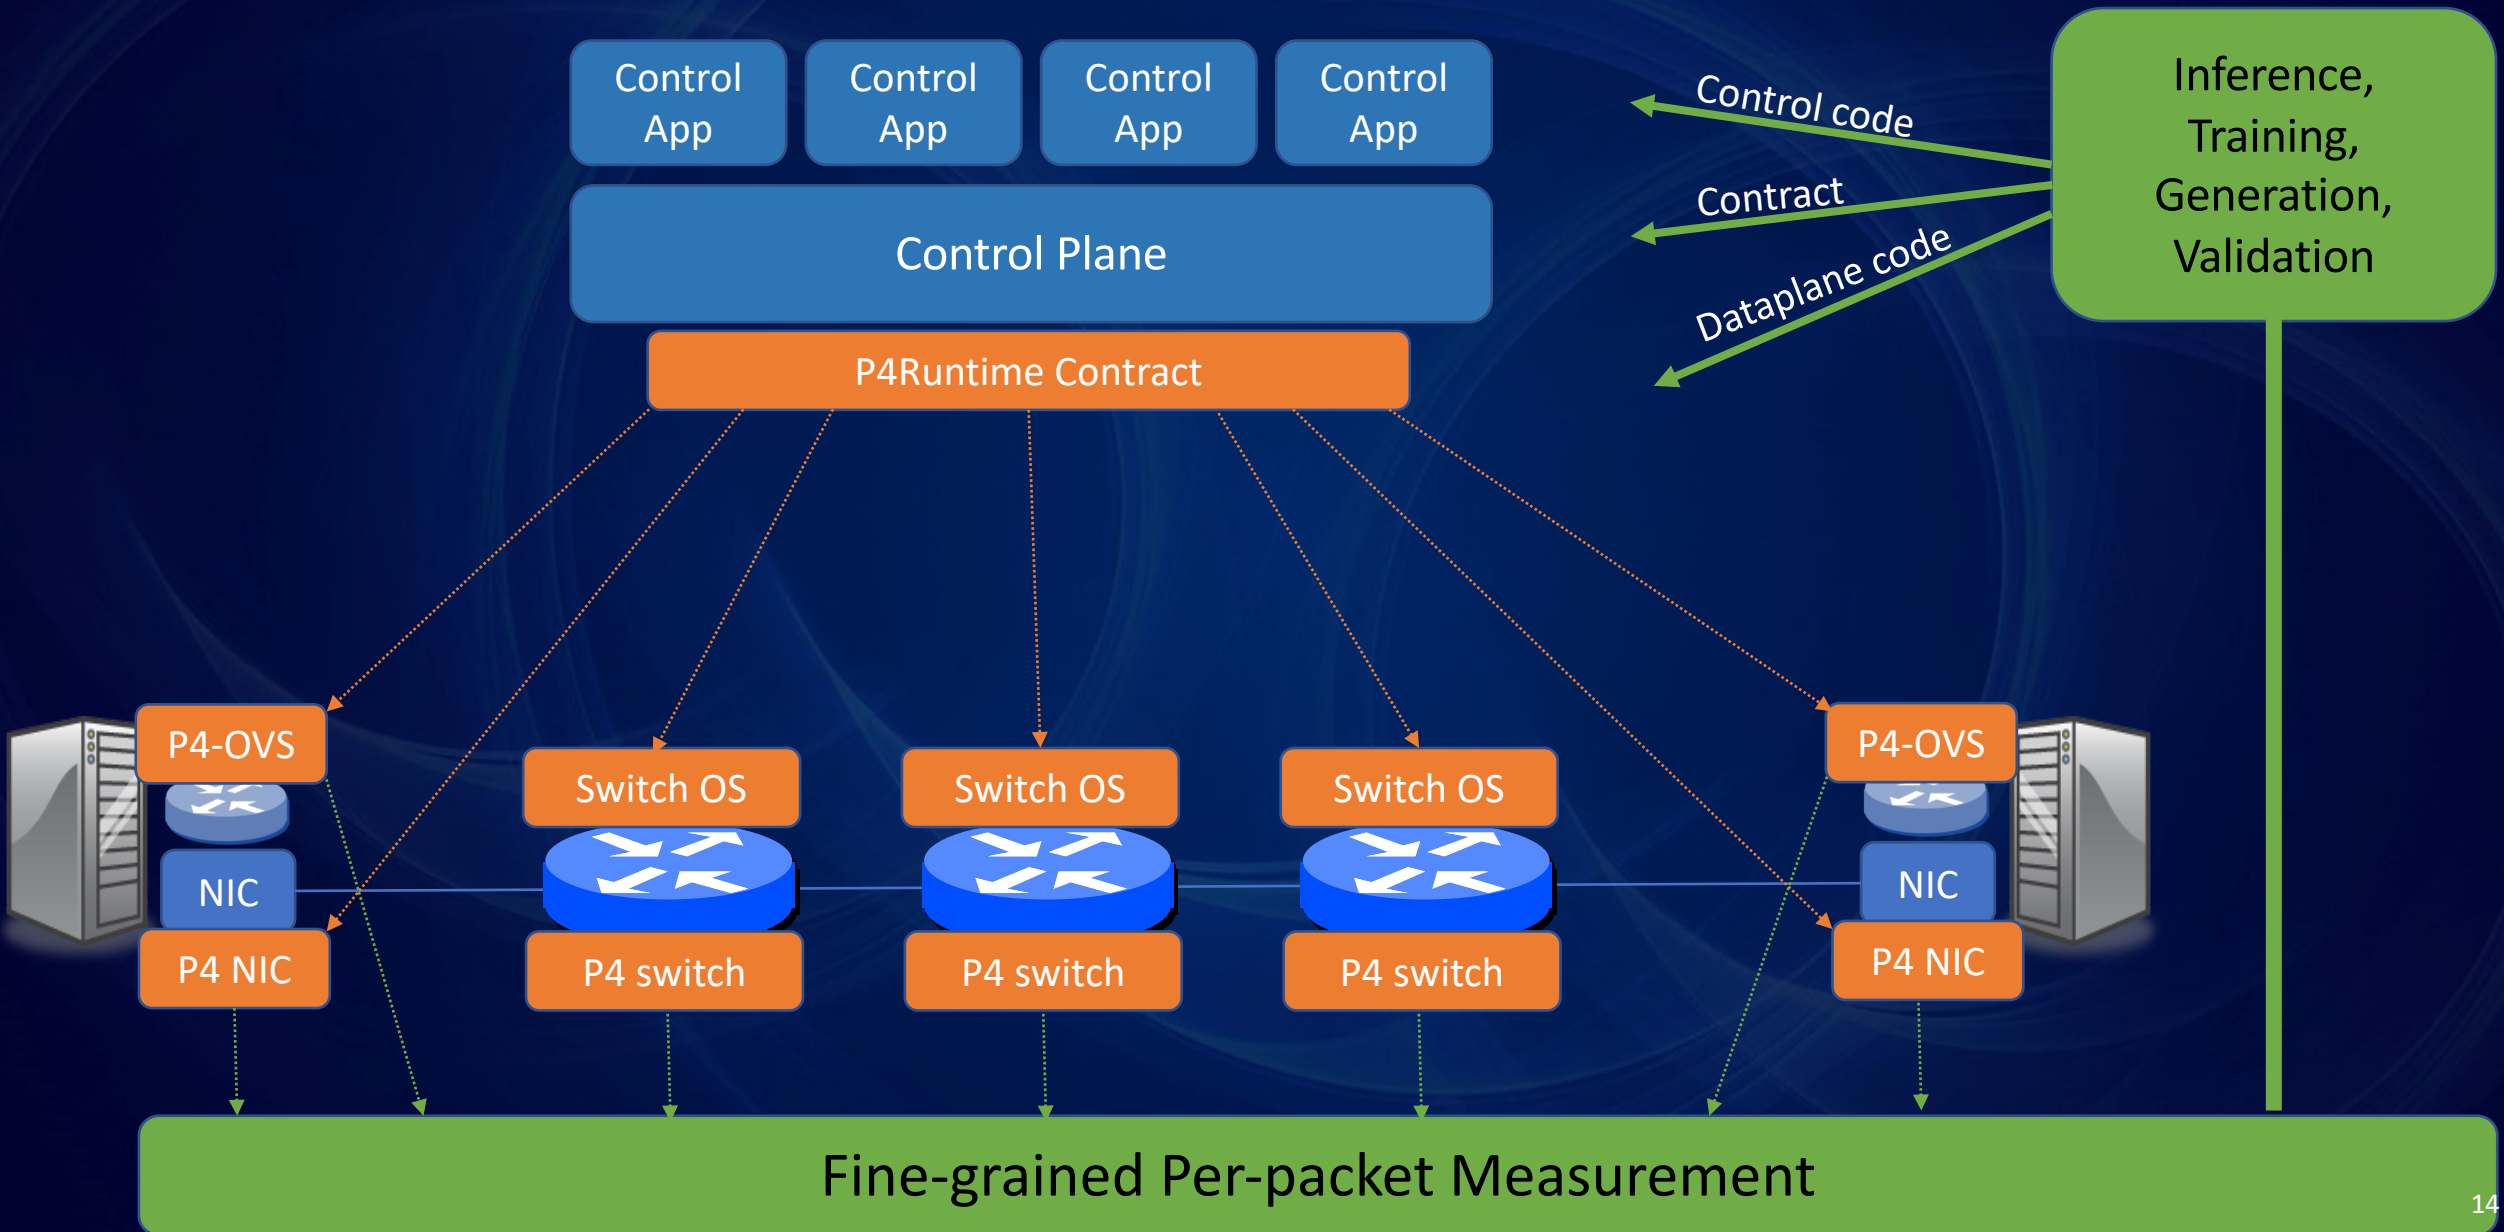 Control
App
Control
App
Control
App
Control
App
Control Plane
P4Runtime Contract
Control code
Contract
Dataplane code
Inference,
Training,
Generation,
Validation
P4-OVS
NIC
P4 NIC
Switch OS
P4 switch
Switch OS
P4 switch
Switch OS
P4 switch
P4-OVS
NIC
P4 NIC
Fine-grained Per-packet Measurement
14